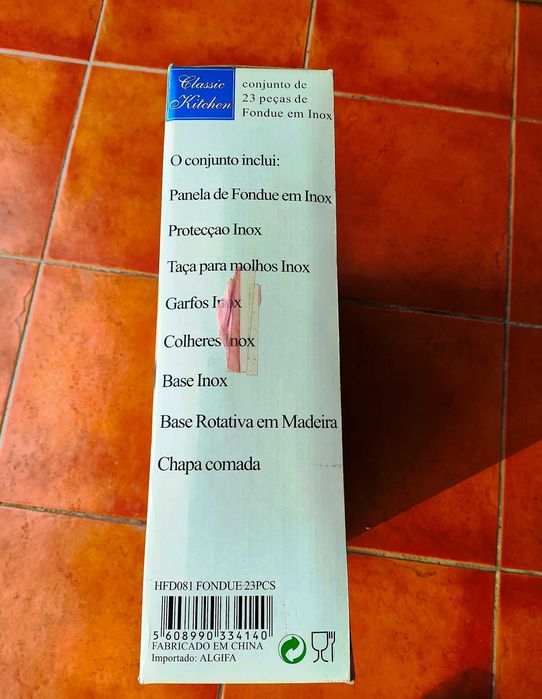 Classic
Kitchen
conjunto de
23 peças de
Fondue em Inox
O conjunto inclui:
Panela de Fondue em Inox
Protecçao Inox
Taça para molhos Inox
Garfos Inox
Colheres Inox
Base Inox
Base Rotativa em Madeira
Chapa comada
HFD081 FONDUE 23PCS
5 608990 334140
FABRICADO EM CHINA
Importado: ALGIFA